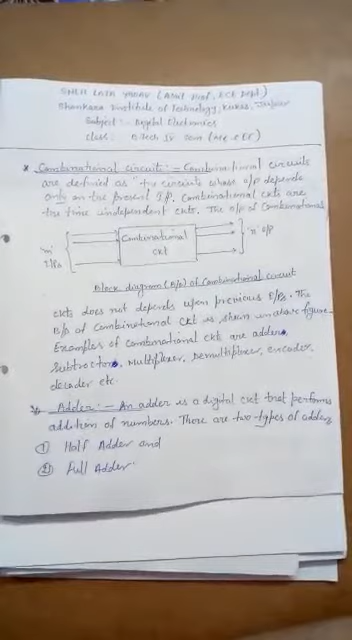 SNEH LATA YADAV (Asst. Prof., ECE Dept.)
Shankara Institute of Technology, Kukas, Jaipur
Subject :- Digital Electronics
Class: B.Tech IV Sem
* Combinational circuits :- Combinational circuits
are defined as "the circuits whose o/p depends
only on the present I/P. Combinational ckts are
the time independent ckts. The o/p of Combinational
'm'
I/Ps
Combinational
ckt
'n' o/p
Block diagram (B/D) of Combinational circuit
ckts does not depends upon previous I/Ps. The
B/D of Combinational ckt is shown in above figure.
Examples of combinational ckt are adders,
Subtractors, Multiplexer, Demultiplexer, encoder,
decoder etc.
* Adder :- An adder is a digital ckt that performs
addition of numbers. There are two types of adders
① Half Adder and
② Full Adder.